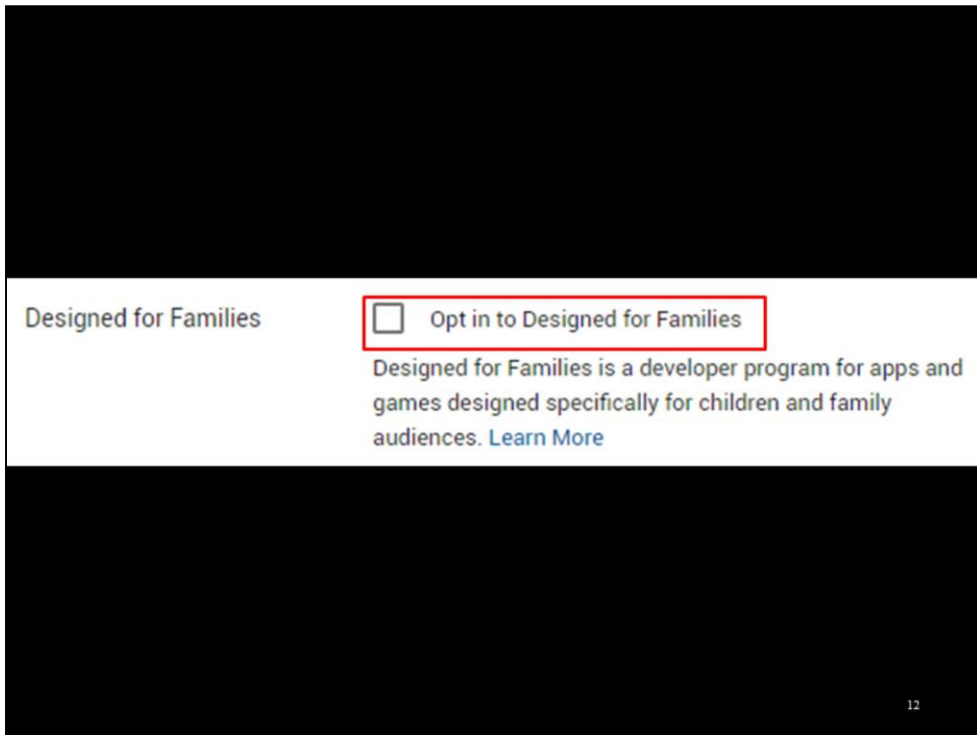 Designed for Families
Opt in to Designed for Families
Designed for Families is a developer program for apps and
games designed specifically for children and family
audiences. Learn More
12